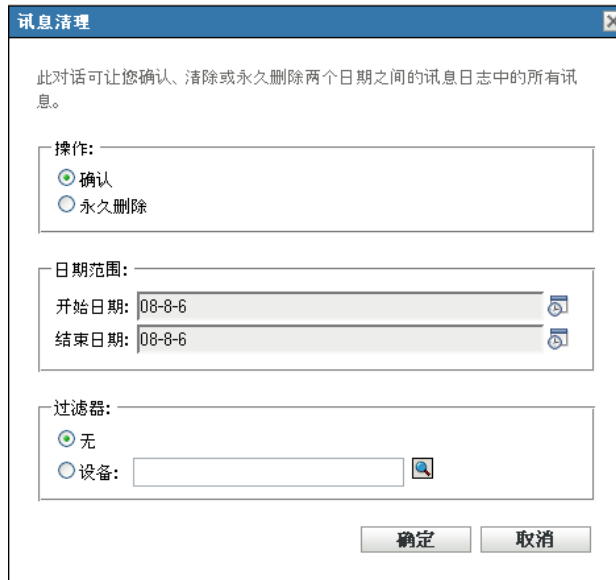 讯息清理
此对话可让您确认、清除或永久删除两个日期之间的讯息日志中的所有讯
息。
操作:
确认
永久删除
日期范围:
开始日期: 08-8-6
结束日期: 08-8-6
过滤器:
无
设备:
确定 取消